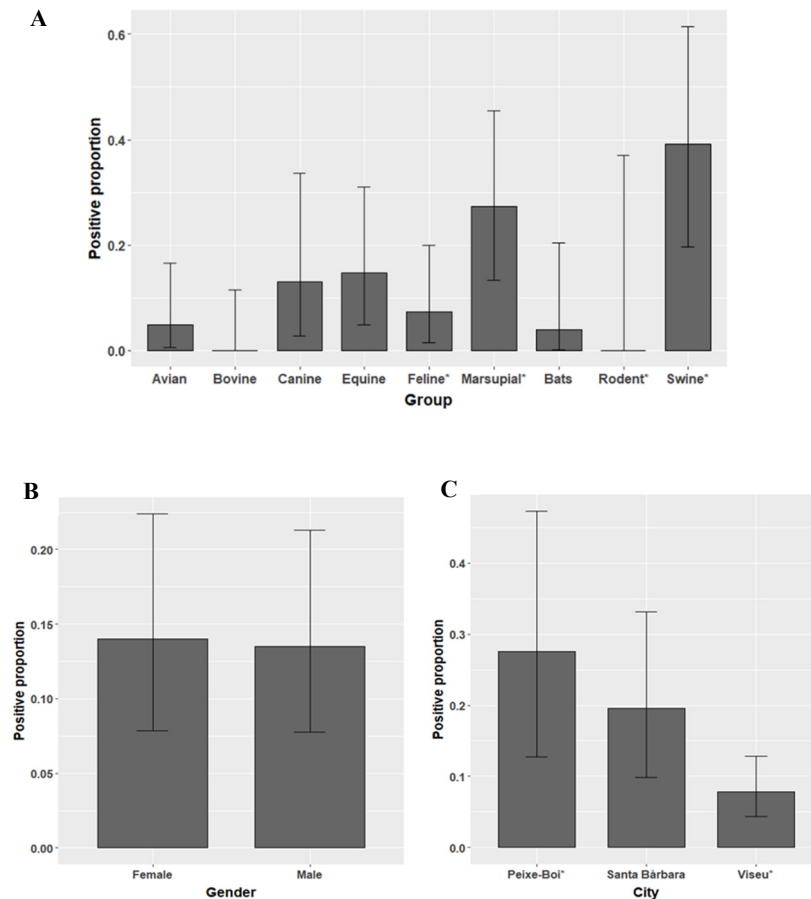 A
Positive proportion
0.6
0.4
0.2
0.0
Avian Bovine Canine Equine Feline* Marsupial* Bats Rodent* Swine*
Group
B
Positive proportion
0.20
0.15
0.10
0.05
0.00
Female Male
Gender
C
Positive proportion
0.4
0.3
0.2
0.1
0.0
Peixe-Boi* Santa Bárbara Viseu*
City